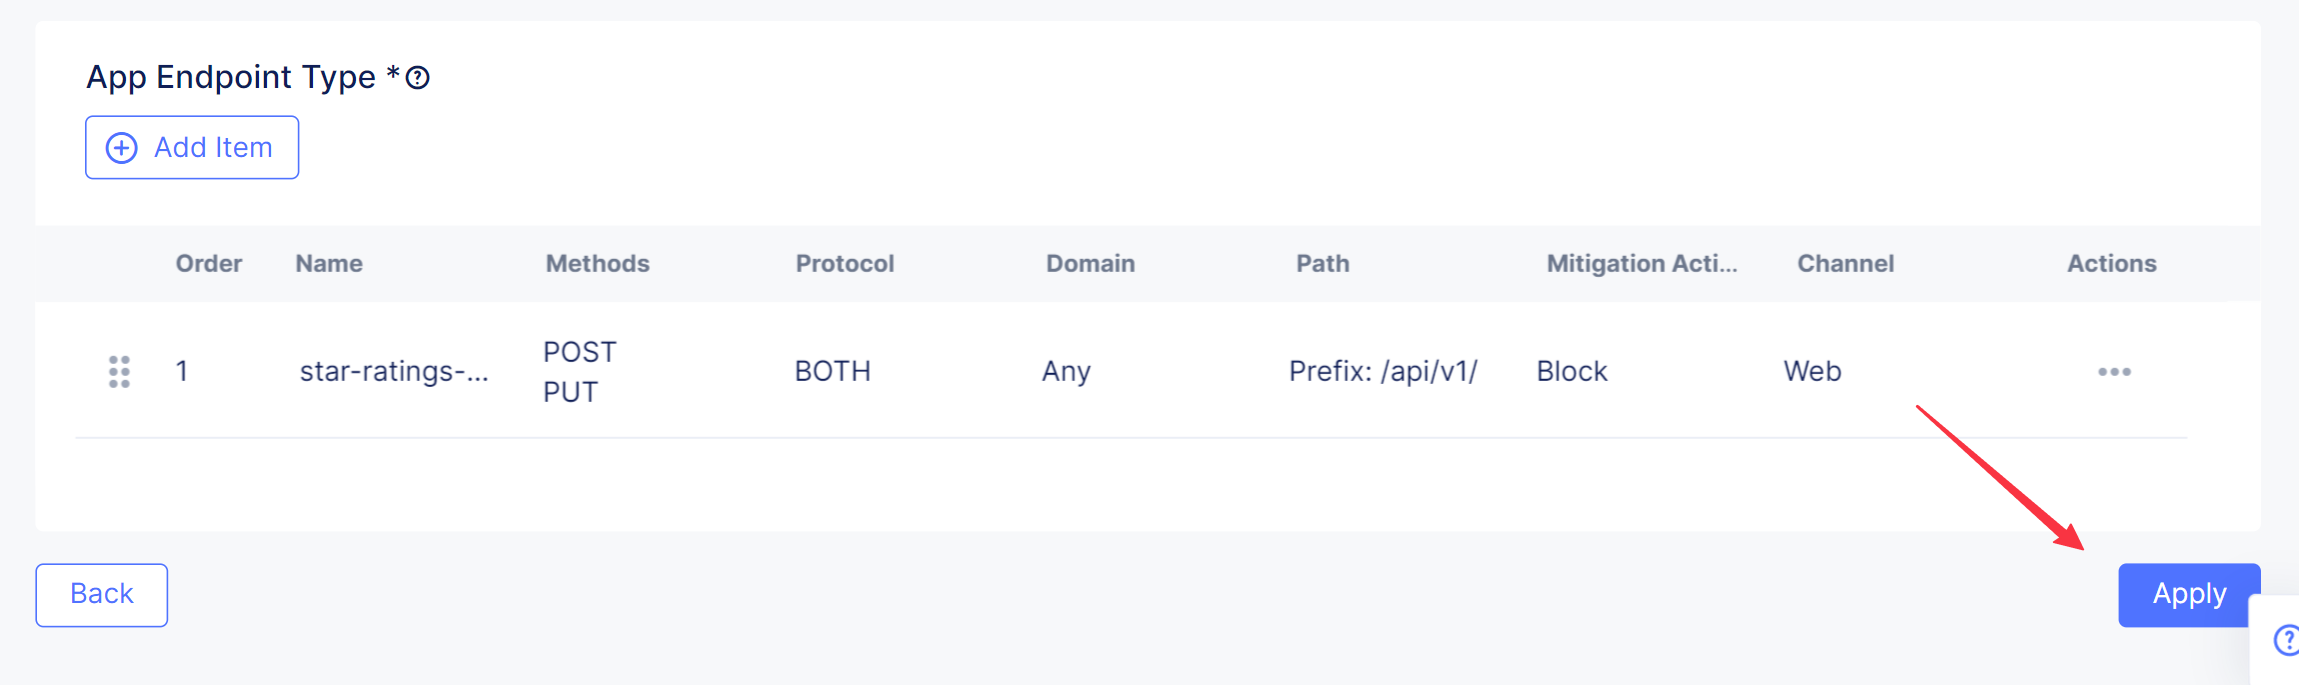 App Endpoint Type *
Add Item
Order Name Methods Protocol Domain Path Mitigation Acti... Channel Actions
1 star-ratings-... POST PUT BOTH Any Prefix: /api/v1/ Block Web
Back Apply